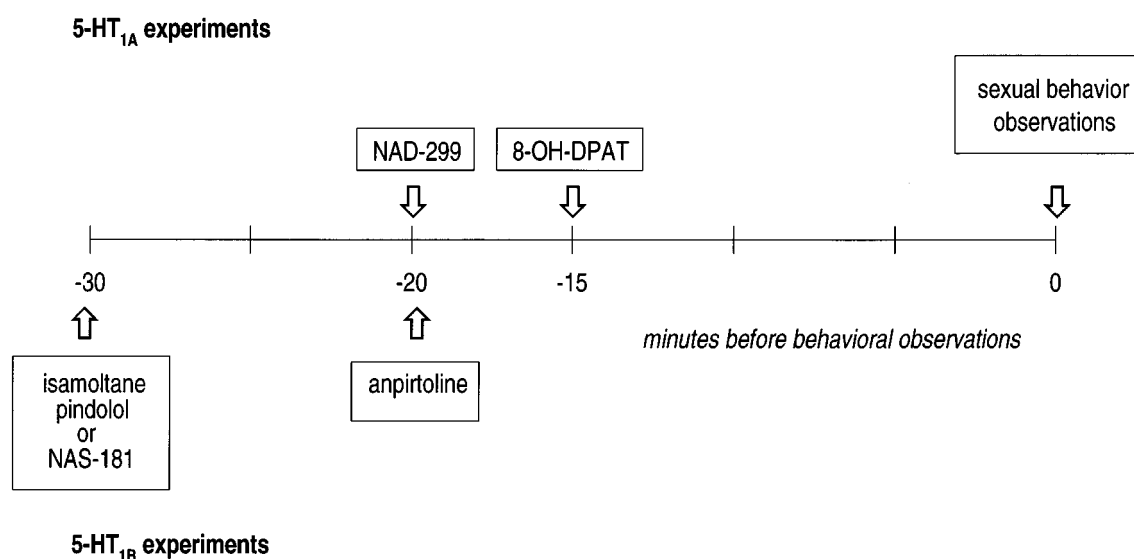 5-HT1A experiments
sexual behavior
observations
NAD-299
8-OH-DPAT
-30
-20
-15
0
minutes before behavioral observations
isamoltane
pindolol
or
NAS-181
anpirtoline
5-HT1B experiments